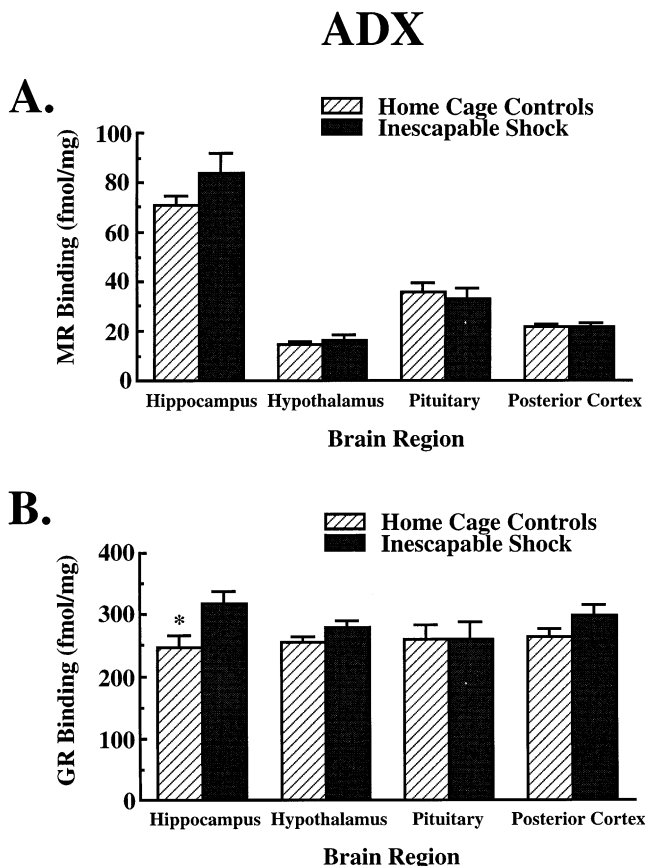 ADX
A.
Home Cage Controls
Inescapable Shock
MR Binding (fmol/mg)
100
80
60
40
20
0
Hippocampus Hypothalamus Pituitary Posterior Cortex
Brain Region
B.
Home Cage Controls
Inescapable Shock
GR Binding (fmol/mg)
400
300
200
100
0
*
Hippocampus Hypothalamus Pituitary Posterior Cortex
Brain Region